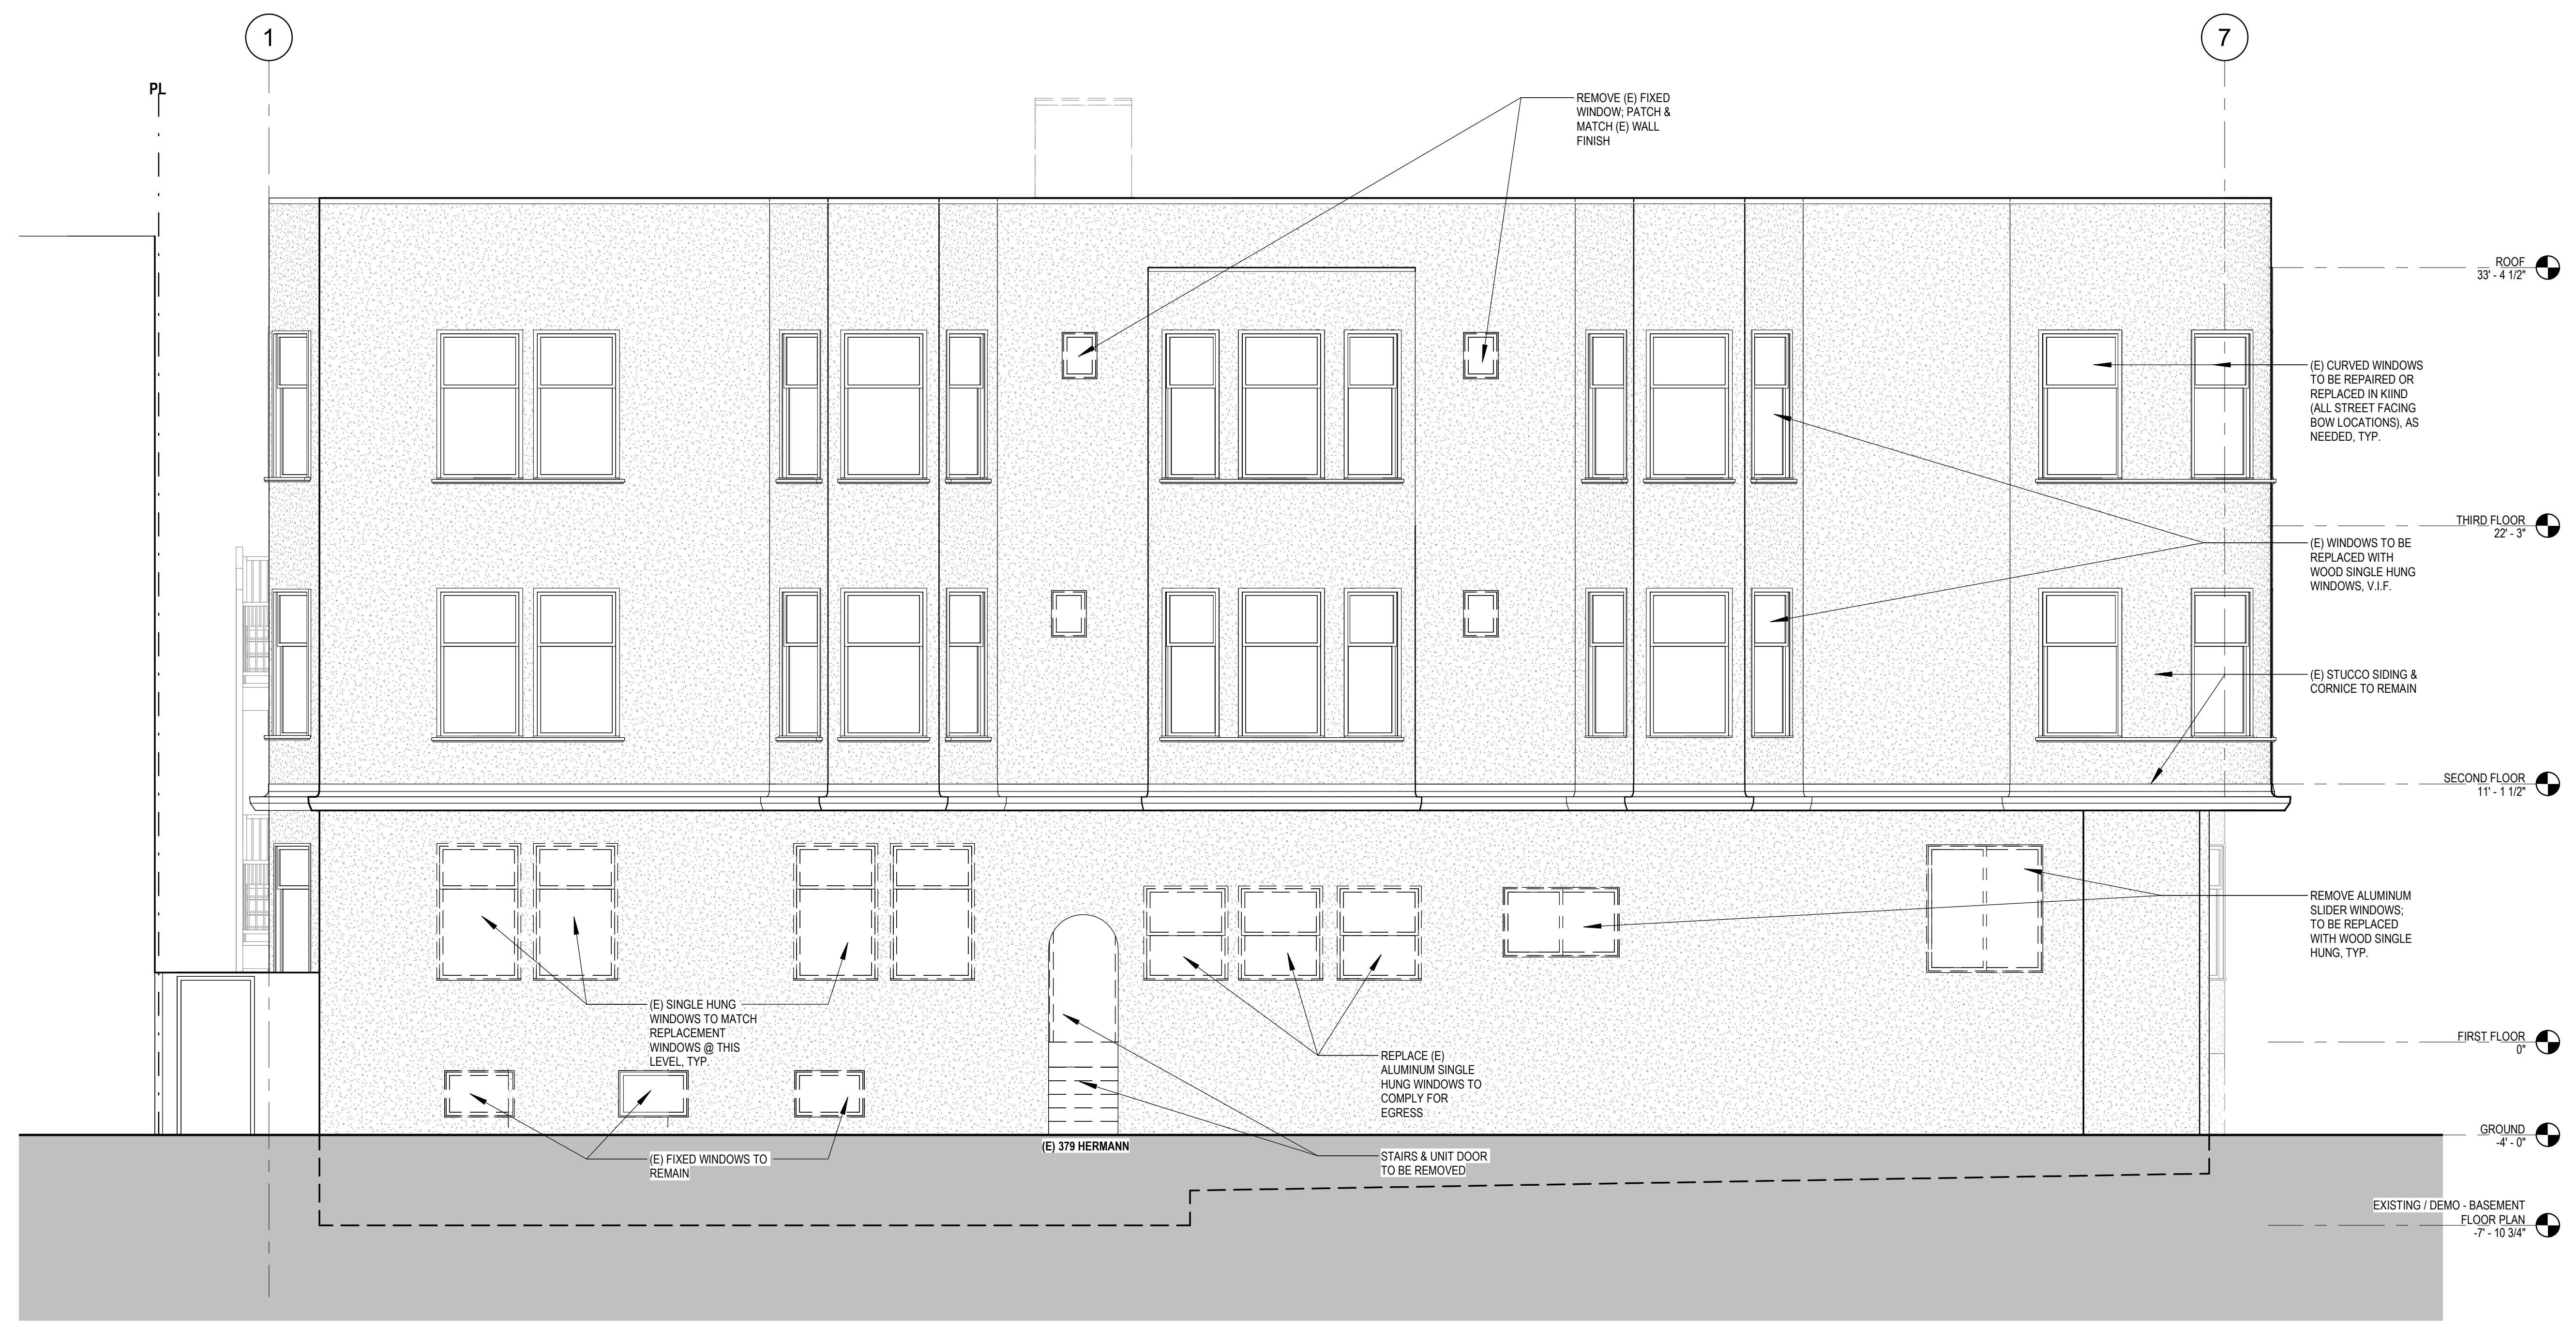 1
7
PL
REMOVE (E) FIXED
WINDOW; PATCH &
MATCH (E) WALL
FINISH
ROOF
33' - 4 1/2"
(E) CURVED WINDOWS
TO BE REPAIRED OR
REPLACED IN KIIND
(ALL STREET FACING
BOW LOCATIONS), AS
NEEDED, TYP.
THIRD FLOOR
22' - 3"
(E) WINDOWS TO BE
REPLACED WITH
WOOD SINGLE HUNG
WINDOWS, V.I.F.
(E) STUCCO SIDING &
CORNICE TO REMAIN
SECOND FLOOR
11' - 1 1/2"
REMOVE ALUMINUM
SLIDER WINDOWS;
TO BE REPLACED
WITH WOOD SINGLE
HUNG, TYP.
(E) SINGLE HUNG
WINDOWS TO MATCH
REPLACEMENT
WINDOWS @ THIS
LEVEL, TYP.
FIRST FLOOR
0"
REPLACE (E)
ALUMINUM SINGLE
HUNG WINDOWS TO
COMPLY FOR
EGRESS
GROUND
-4' - 0"
(E) 379 HERMANN
(E) FIXED WINDOWS TO
REMAIN
STAIRS & UNIT DOOR
TO BE REMOVED
EXISTING / DEMO - BASEMENT
FLOOR PLAN
-7' - 10 3/4"